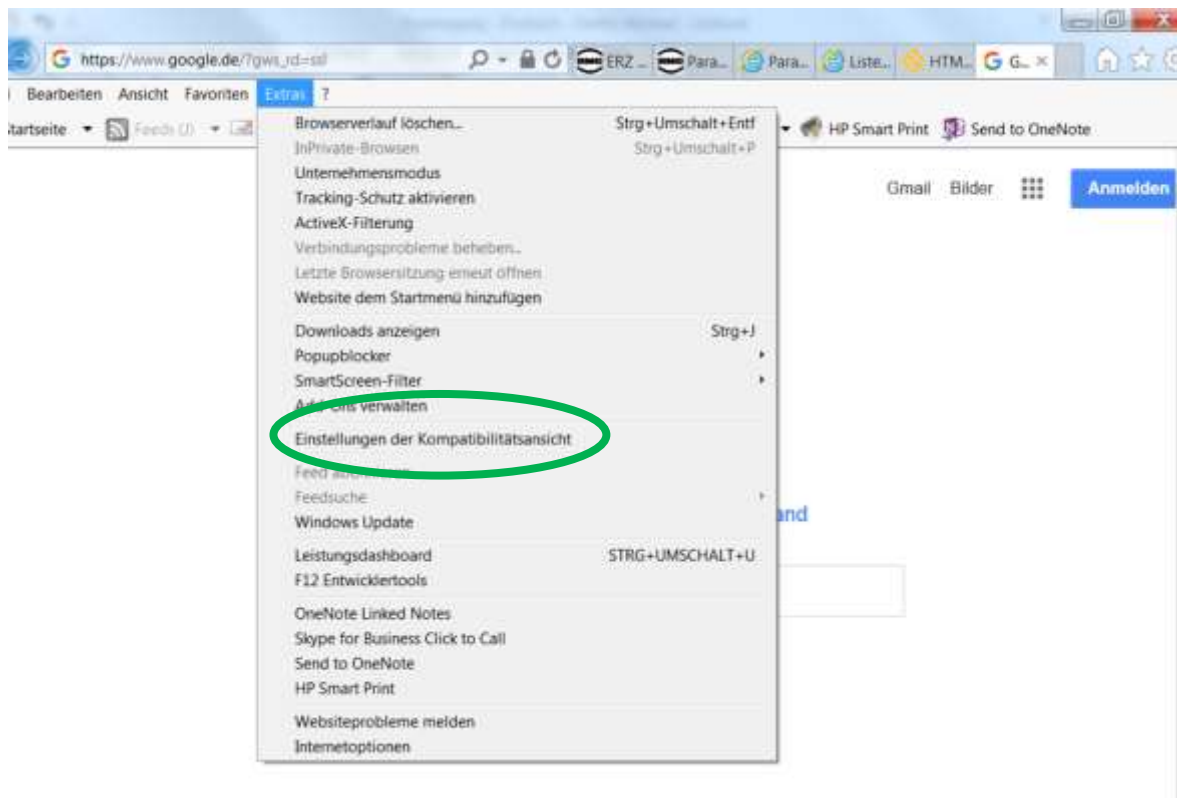 https://www.google.de/?gws_rd=ssl ERZ ... Para... Para... Liste... HTM... G...
Bearbeiten Ansicht Favoriten Extras ?
tartseite Feeds (J) HP Smart Print Send to OneNote
Browserverlauf löschen... Strg+Umschalt+Entf
InPrivate-Browsen Strg+Umschalt+P
Unternehmensmodus
Gmail Bilder Anmelden
Tracking-Schutz aktivieren
ActiveX-Filterung
Verbindungsprobleme beheben...
Letzte Browsersitzung erneut öffnen
Website dem Startmenü hinzufügen
Downloads anzeigen Strg+J
Popupblocker
SmartScreen-Filter
Add-Ons verwalten
Einstellungen der Kompatibilitätsansicht
Feed
Feedsuche
Windows Update
and
Leistungsdashboard STRG+UMSCHALT+U
F12 Entwicklertools
OneNote Linked Notes
Skype for Business Click to Call
Send to OneNote
HP Smart Print
Websiteprobleme melden
Internetoptionen